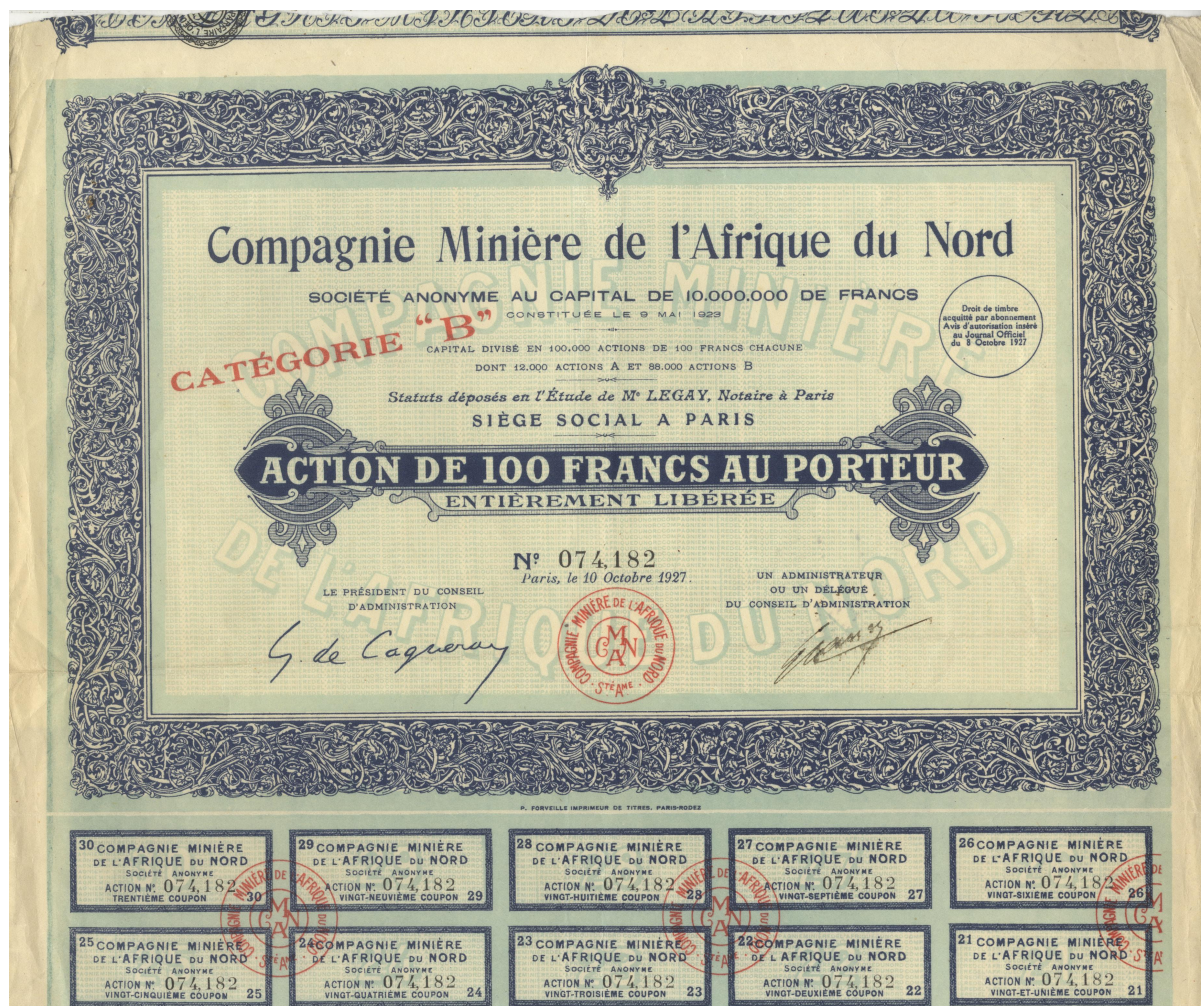 Compagnie Minière de l'Afrique du Nord
SOCIÉTÉ ANONYME AU CAPITAL DE 10.000.000 DE FRANCS
CONSTITUÉE LE 9 MAI 1923
CATÉGORIE "B"
CAPITAL DIVISÉ EN 100.000 ACTIONS DE 100 FRANCS CHACUNE
DONT 12.000 ACTIONS A ET 88.000 ACTIONS B
Droit de timbre
acquitté par abonnement
Avis d'autorisation inséré
au Journal Officiel
du 8 Octobre 1927
Statuts déposés en l'Étude de Me LEGAY, Notaire à Paris
SIÈGE SOCIAL A PARIS
ACTION DE 100 FRANCS AU PORTEUR
ENTIÈREMENT LIBÉRÉE
COMPAGNIE MINIÈRE
DE L'AFRIQUE DU NORD
No 074,182
Paris, le 10 Octobre 1927.
LE PRÉSIDENT DU CONSEIL
D'ADMINISTRATION
G. de Caqueray
UN ADMINISTRATEUR
OU UN DÉLÉGUÉ
DU CONSEIL D'ADMINISTRATION
COMPAGNIE MINIÈRE DE L'AFRIQUE DU NORD
STÉ AME
CMAN
P. FORVEILLE IMPRIMEUR DE TITRES. PARIS-RODEZ
30 COMPAGNIE MINIÈRE
DE L'AFRIQUE DU NORD
SOCIÉTÉ ANONYME
ACTION No 074,182
TRENTIÈME COUPON 30
29 COMPAGNIE MINIÈRE
DE L'AFRIQUE DU NORD
SOCIÉTÉ ANONYME
ACTION No 074,182
VINGT-NEUVIÈME COUPON 29
28 COMPAGNIE MINIÈRE
DE L'AFRIQUE DU NORD
SOCIÉTÉ ANONYME
ACTION No 074,182
VINGT-HUITIÈME COUPON 28
27 COMPAGNIE MINIÈRE
DE L'AFRIQUE DU NORD
SOCIÉTÉ ANONYME
ACTION No 074,182
VINGT-SEPTIÈME COUPON 27
26 COMPAGNIE MINIÈRE
DE L'AFRIQUE DU NORD
SOCIÉTÉ ANONYME
ACTION No 074,182
VINGT-SIXIÈME COUPON 26
25 COMPAGNIE MINIÈRE
DE L'AFRIQUE DU NORD
SOCIÉTÉ ANONYME
ACTION No 074,182
VINGT-CINQUIÈME COUPON 25
24 COMPAGNIE MINIÈRE
DE L'AFRIQUE DU NORD
SOCIÉTÉ ANONYME
ACTION No 074,182
VINGT-QUATRIÈME COUPON 24
23 COMPAGNIE MINIÈRE
DE L'AFRIQUE DU NORD
SOCIÉTÉ ANONYME
ACTION No 074,182
VINGT-TROISIÈME COUPON 23
22 COMPAGNIE MINIÈRE
DE L'AFRIQUE DU NORD
SOCIÉTÉ ANONYME
ACTION No 074,182
VINGT-DEUXIÈME COUPON 22
21 COMPAGNIE MINIÈRE
DE L'AFRIQUE DU NORD
SOCIÉTÉ ANONYME
ACTION No 074,182
VINGT-ET-UNIÈME COUPON 21